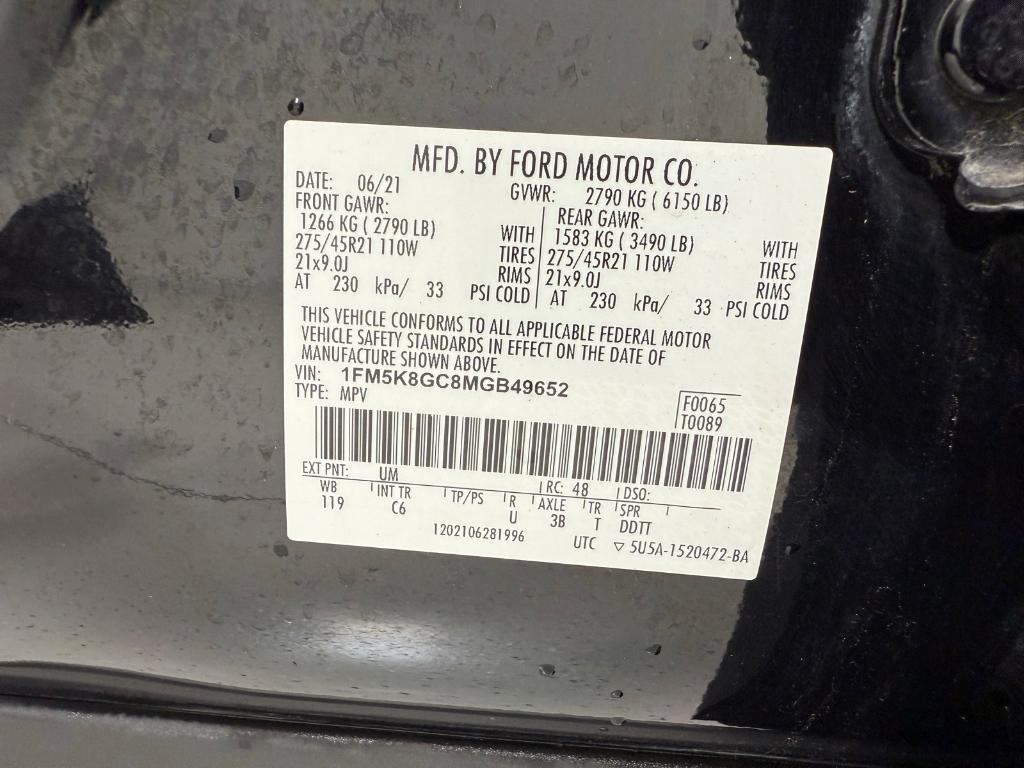 MFD. BY FORD MOTOR CO.
DATE: 06/21 GVWR: 2790 KG ( 6150 LB)
FRONT GAWR: REAR GAWR:
1266 KG ( 2790 LB) WITH 1583 KG ( 3490 LB) WITH
275/45R21 110W TIRES 275/45R21 110W TIRES
21x9.0J RIMS 21x9.0J RIMS
AT 230 kPa/ 33 PSI COLD AT 230 kPa/ 33 PSI COLD
THIS VEHICLE CONFORMS TO ALL APPLICABLE FEDERAL MOTOR
VEHICLE SAFETY STANDARDS IN EFFECT ON THE DATE OF
MANUFACTURE SHOWN ABOVE.
VIN: 1FM5K8GC8MGB49652
TYPE: MPV
F0065
T0089
EXT PNT: UM RC: 48 DSO:
WB INT TR TP/PS R AXLE TR SPR
119 C6 U 3B T DDTT
1202106281996
UTC ▽ 5U5A-1520472-BA